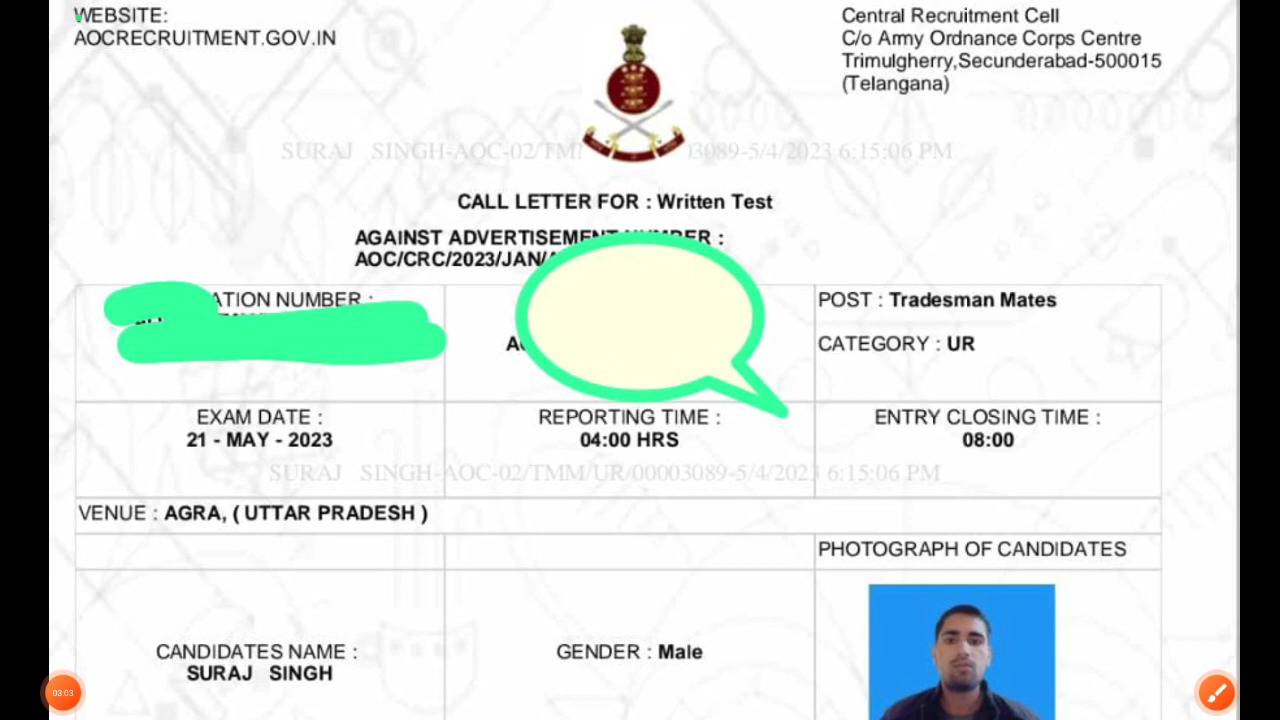 WEBSITE:
AOCRECRUITMENT.GOV.IN
Central Recruitment Cell
C/o Army Ordnance Corps Centre
Trimulgherry,Secunderabad-500015
(Telangana)
SURAJ SINGH-AOC-02/TM 03089-5/4/2023 6:15:06 PM
CALL LETTER FOR : Written Test
AGAINST ADVERTISEMENT NUMBER :
AOC/CRC/2023/JAN/
ATION NUMBER :
POST : Tradesman Mates
CATEGORY : UR
EXAM DATE :
21 - MAY - 2023
REPORTING TIME :
04:00 HRS
ENTRY CLOSING TIME :
08:00
SURAJ SINGH-AOC-02/TMM/UR/00003089-5/4/2023 6:15:06 PM
VENUE : AGRA, ( UTTAR PRADESH )
PHOTOGRAPH OF CANDIDATES
CANDIDATES NAME :
SURAJ SINGH
GENDER : Male
03:03